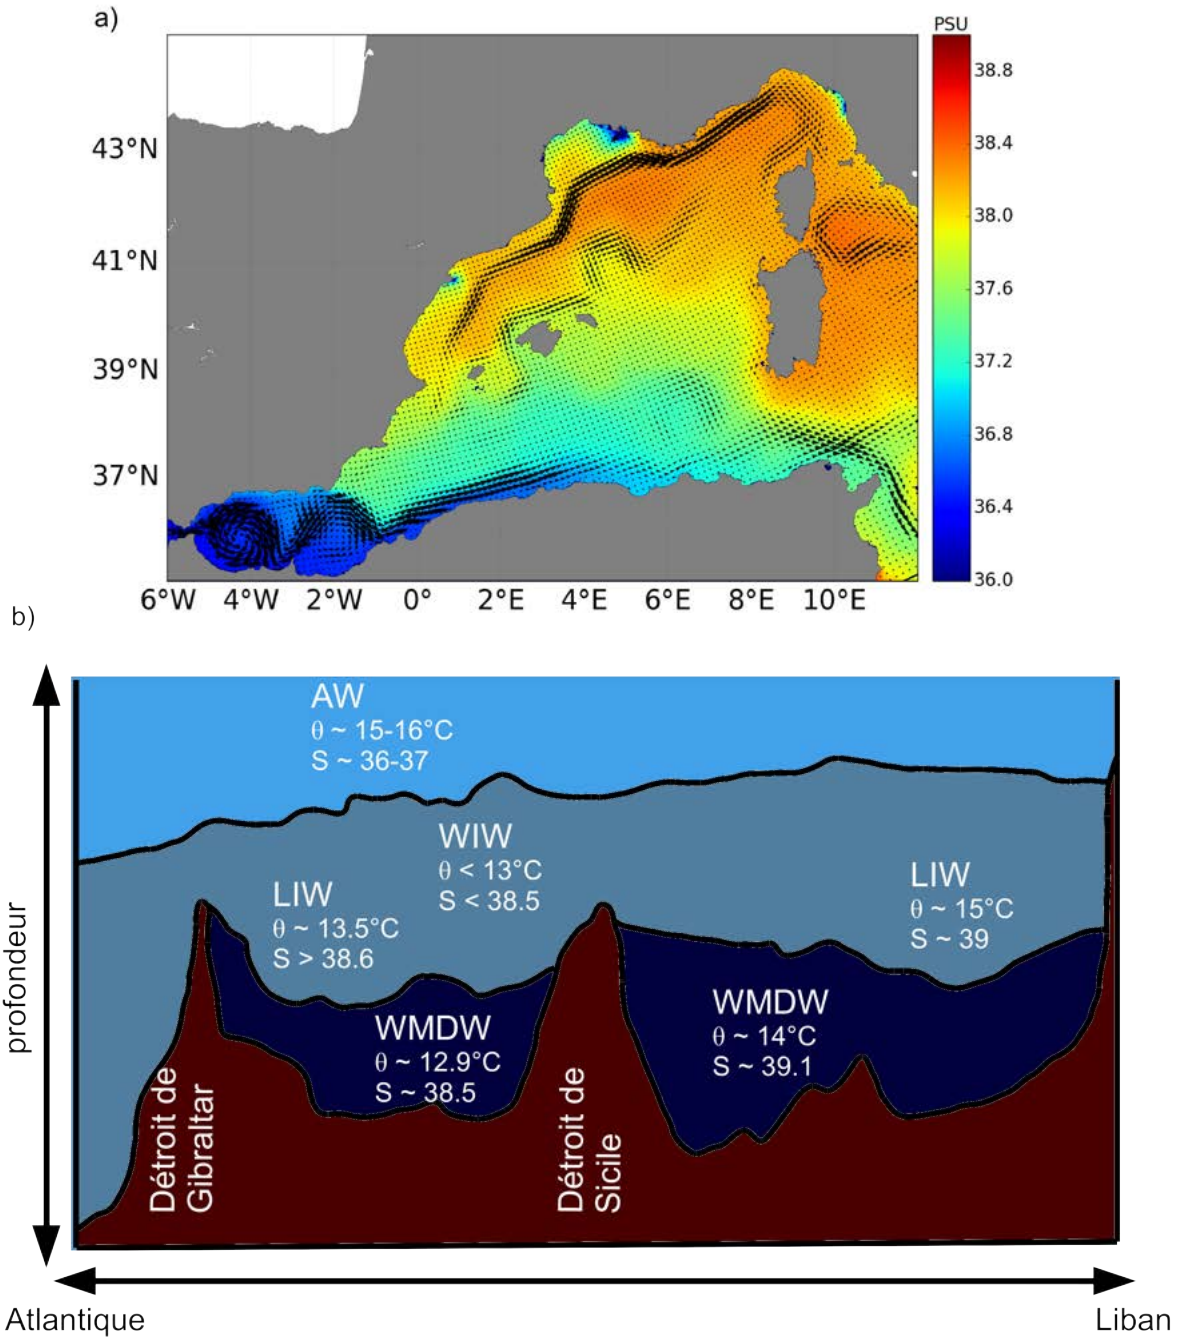 a)
PSU
38.8
38.4
38.0
37.6
37.2
36.8
36.4
36.0
43°N
41°N
39°N
37°N
6°W 4°W 2°W 0° 2°E 4°E 6°E 8°E 10°E
b)
AW
θ ~ 15-16°C
S ~ 36-37
WIW
θ < 13°C
S < 38.5
LIW
θ ~ 13.5°C
S > 38.6
LIW
θ ~ 15°C
S ~ 39
WMDW
θ ~ 12.9°C
S ~ 38.5
WMDW
θ ~ 14°C
S ~ 39.1
Détroit de
Gibraltar
Détroit de
Sicile
profondeur
Atlantique
Liban